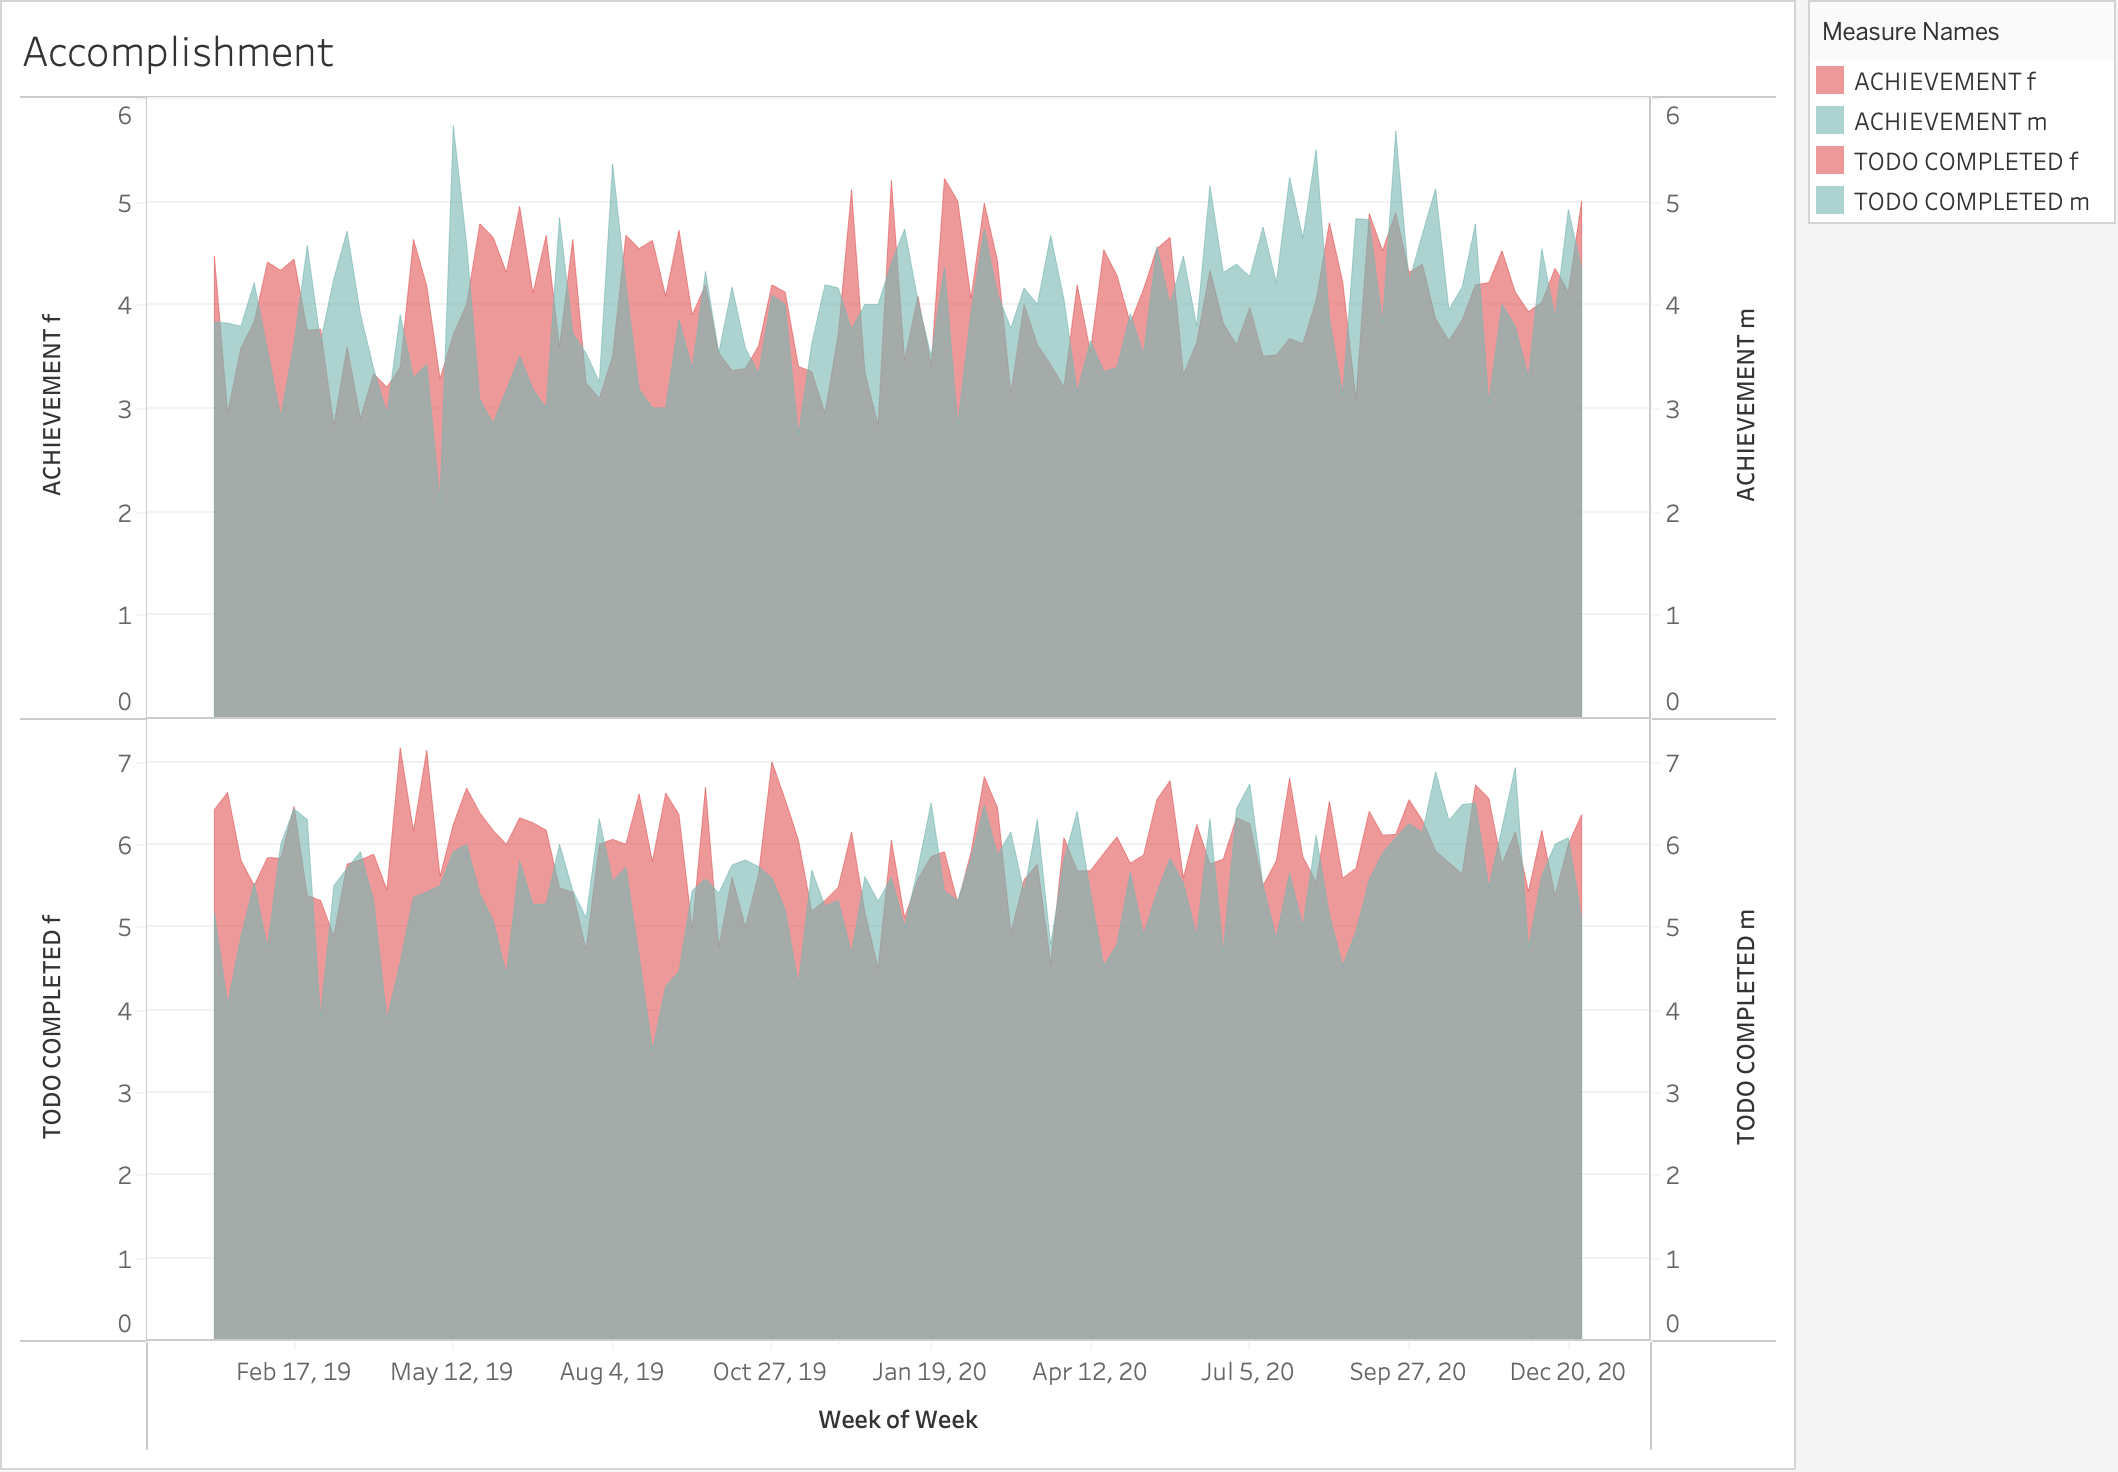 Accomplishment
Measure Names
ACHIEVEMENT f
ACHIEVEMENT m
TODO COMPLETED f
TODO COMPLETED m
ACHIEVEMENT f
6
5
4
3
2
1
0
6
5
4
3
2
1
0
ACHIEVEMENT m
TODO COMPLETED f
7
6
5
4
3
2
1
0
7
6
5
4
3
2
1
0
TODO COMPLETED m
Feb 17, 19 May 12, 19 Aug 4, 19 Oct 27, 19 Jan 19, 20 Apr 12, 20 Jul 5, 20 Sep 27, 20 Dec 20, 20
Week of Week